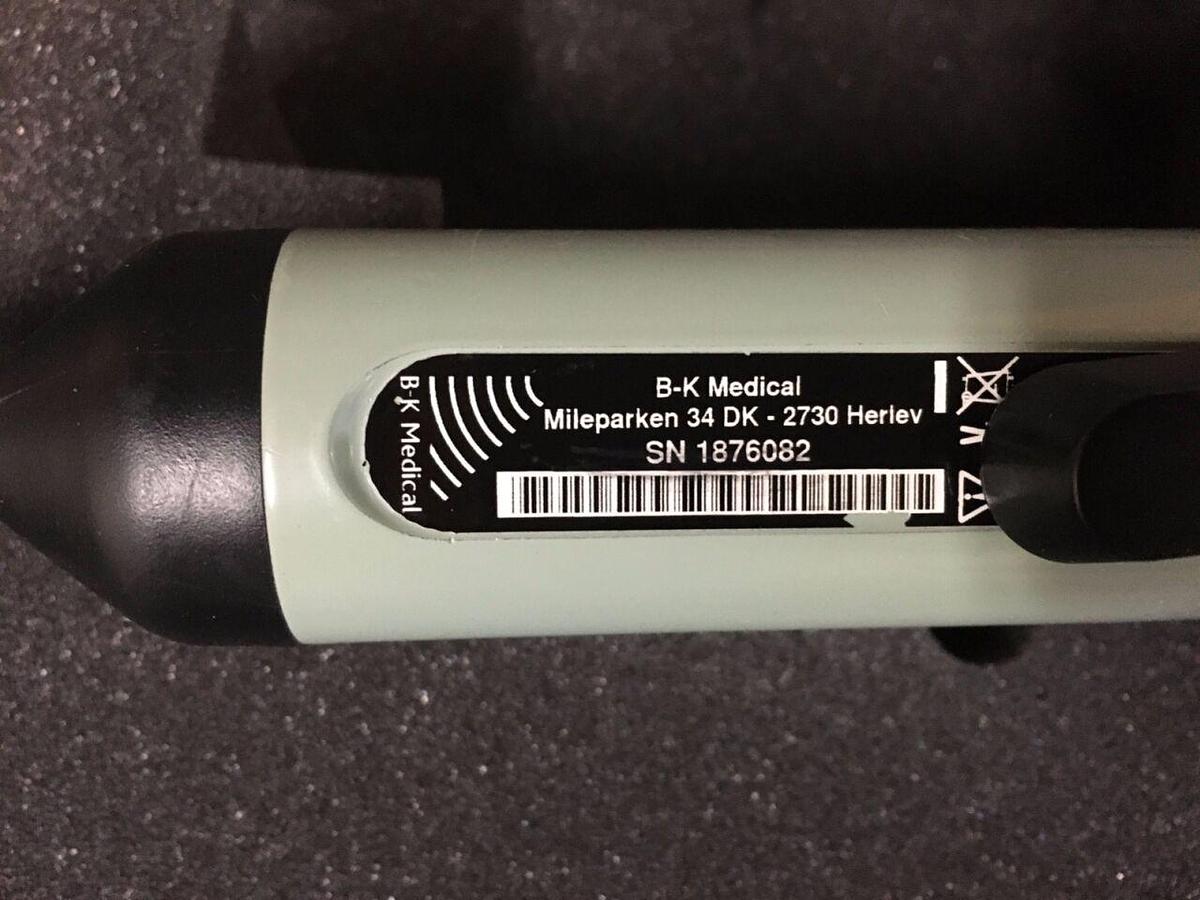 B-K Medical
B-K Medical
Mileparken 34 DK - 2730 Herlev
SN 1876082